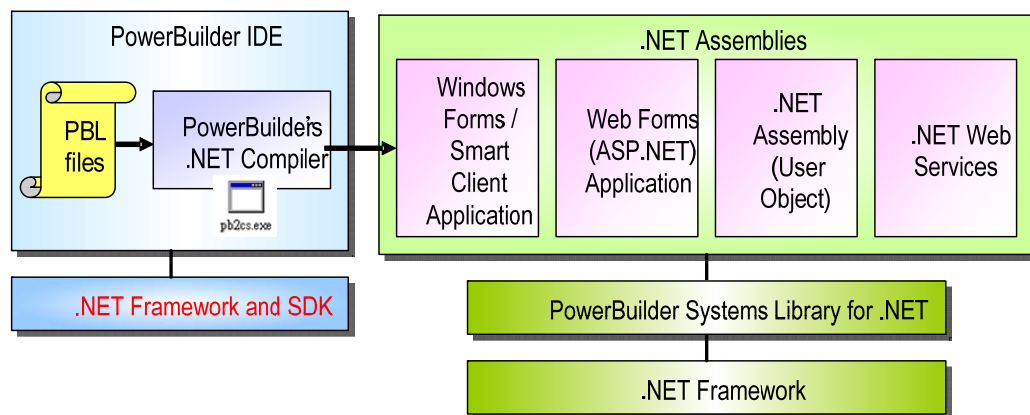 PowerBuilder IDE
PBL
files
PowerBuilder's
.NET Compiler
pb2cs.exe
.NET Framework and SDK
.NET Assemblies
Windows
Forms /
Smart
Client
Application
Web Forms
(ASP.NET)
Application
.NET
Assembly
(User
Object)
.NET Web
Services
PowerBuilder Systems Library for .NET
.NET Framework